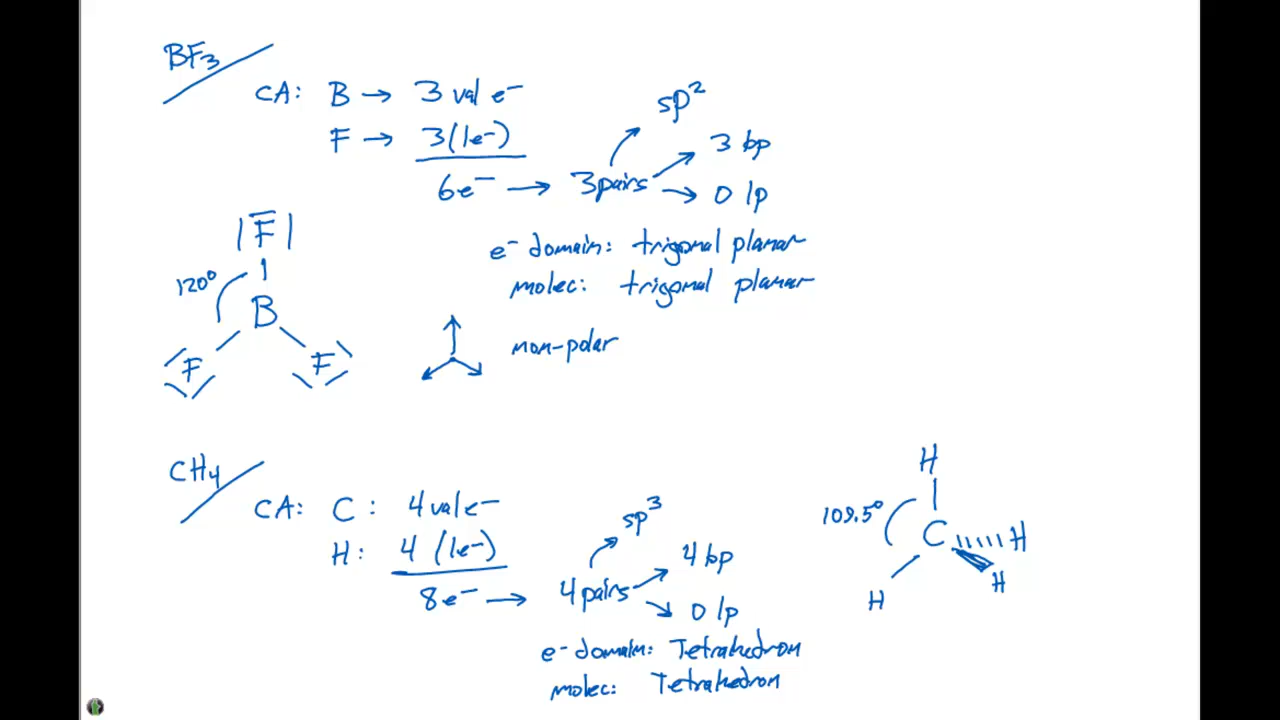 BF₃
CA: B → 3 val e⁻
F → 3(1e⁻)
6e⁻ → 3 pairs
sp²
3 bp
0 lp
e⁻ domain: trigonal planar
molec: trigonal planar
|F|
120°
B
F F
non-polar
CH₄
CA: C : 4 val e⁻
H: 4 (1e⁻)
8e⁻ → 4 pairs
sp³
4 bp
0 lp
e⁻ domain: Tetrahedron
molec: Tetrahedron
H
109.5°
C H
H H